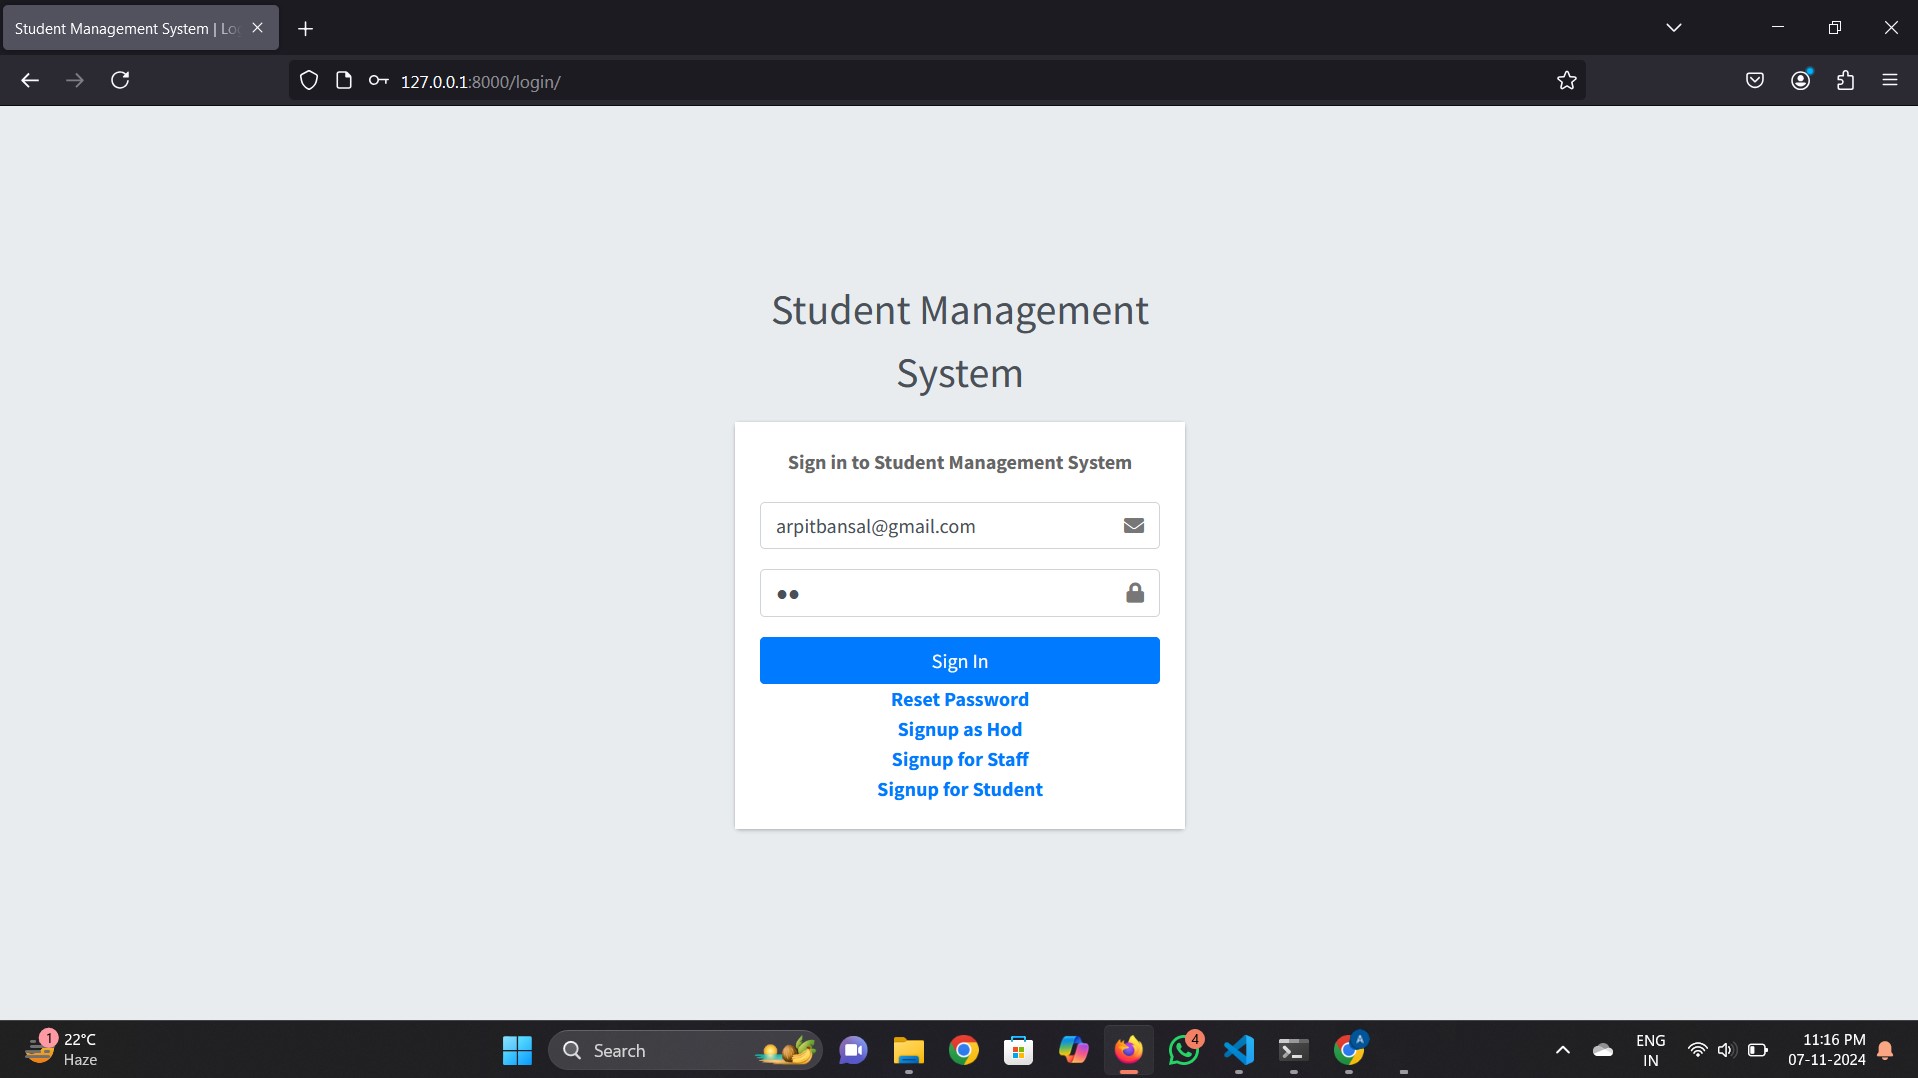 Student Management System | Lo
127.0.0.1:8000/login/
Student Management
System
Sign in to Student Management System
arpitbansal@gmail.com
Sign In
Reset Password
Signup as Hod
Signup for Staff
Signup for Student
1
22°C
Haze
Search
4
A
ENG
IN
11:16 PM
07-11-2024